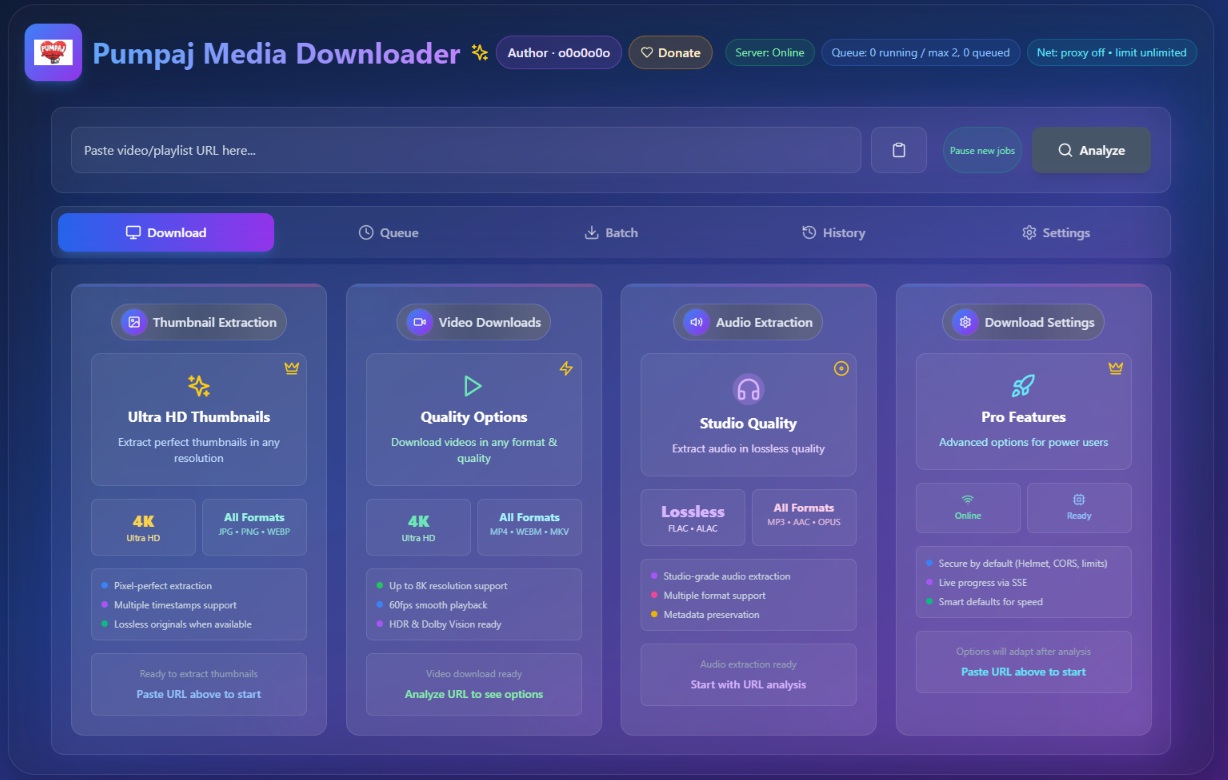 PUMPAJ
Pumpaj Media Downloader
Author · o0o0o0o
Donate
Server: Online
Queue: 0 running / max 2, 0 queued
Net: proxy off • limit unlimited
Paste video/playlist URL here...
Pause new jobs
Analyze
Download
Queue
Batch
History
Settings
Thumbnail Extraction
Ultra HD Thumbnails
Extract perfect thumbnails in any
resolution
4K
Ultra HD
All Formats
JPG • PNG • WEBP
Pixel-perfect extraction
Multiple timestamps support
Lossless originals when available
Ready to extract thumbnails
Paste URL above to start
Video Downloads
Quality Options
Download videos in any format &
quality
4K
Ultra HD
All Formats
MP4 • WEBM • MKV
Up to 8K resolution support
60fps smooth playback
HDR & Dolby Vision ready
Video download ready
Analyze URL to see options
Audio Extraction
Studio Quality
Extract audio in lossless quality
Lossless
FLAC • ALAC
All Formats
MP3 • AAC • OPUS
Studio-grade audio extraction
Multiple format support
Metadata preservation
Audio extraction ready
Start with URL analysis
Download Settings
Pro Features
Advanced options for power users
Online
Ready
Secure by default (Helmet, CORS, limits)
Live progress via SSE
Smart defaults for speed
Options will adapt after analysis
Paste URL above to start